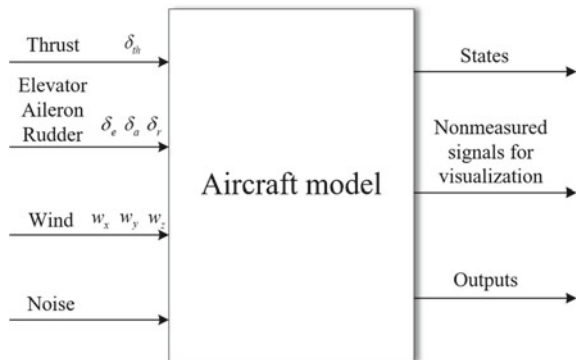 Thrust δth
Elevator
Aileron
Rudder δe δa δr
Wind wx wy wz
Noise
Aircraft model
States
Nonmeasured
signals for
visualization
Outputs